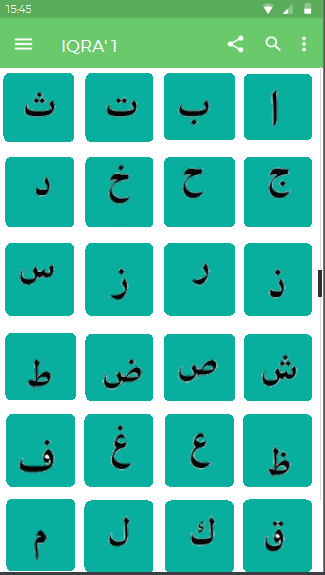 15:45
IQRA' 1
ا ب ت ث
ج ح خ د
ذ ر ز س
ش ص ض ط
ظ ع غ ف
ق ك ل م